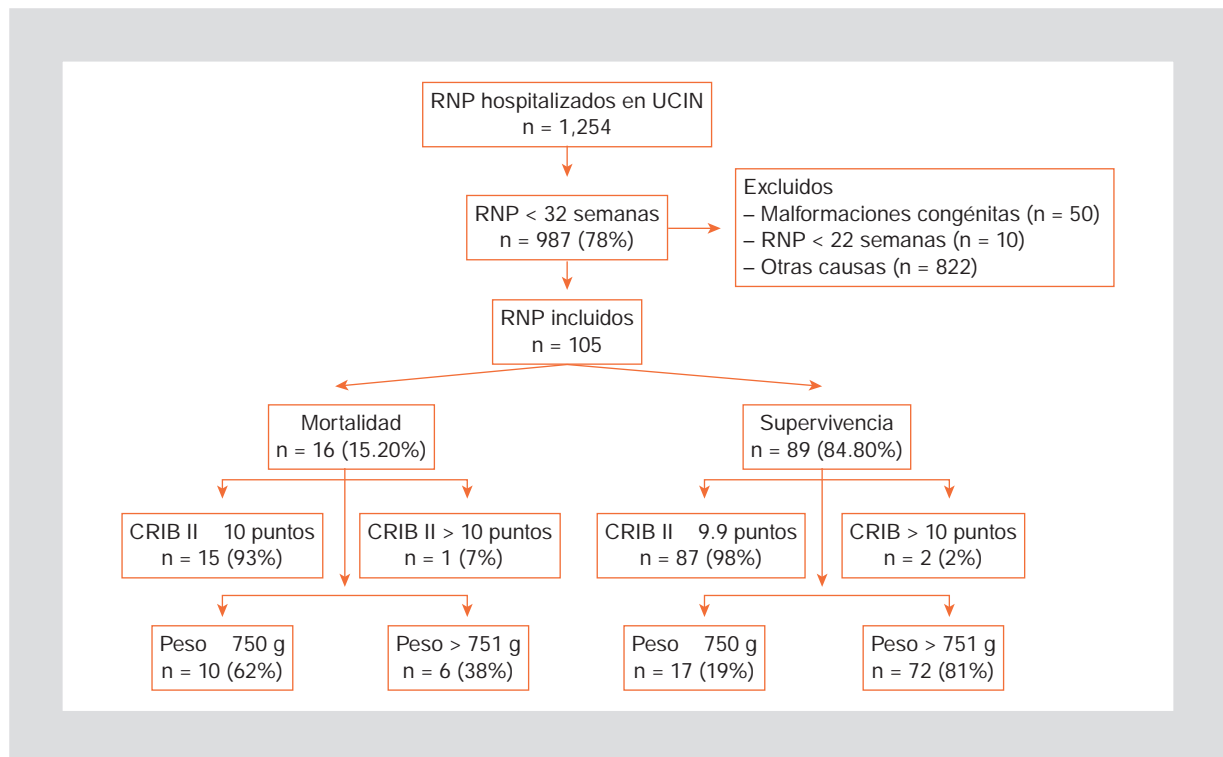 RNP hospitalizados en UCIN
n = 1,254
RNP < 32 semanas
n = 987 (78%)
Excluidos
– Malformaciones congénitas (n = 50)
– RNP < 22 semanas (n = 10)
– Otras causas (n = 822)
RNP incluidos
n = 105
Mortalidad
n = 16 (15.20%)
Supervivencia
n = 89 (84.80%)
CRIB II 10 puntos
n = 15 (93%)
CRIB II > 10 puntos
n = 1 (7%)
CRIB II 9.9 puntos
n = 87 (98%)
CRIB > 10 puntos
n = 2 (2%)
Peso 750 g
n = 10 (62%)
Peso > 751 g
n = 6 (38%)
Peso 750 g
n = 17 (19%)
Peso > 751 g
n = 72 (81%)